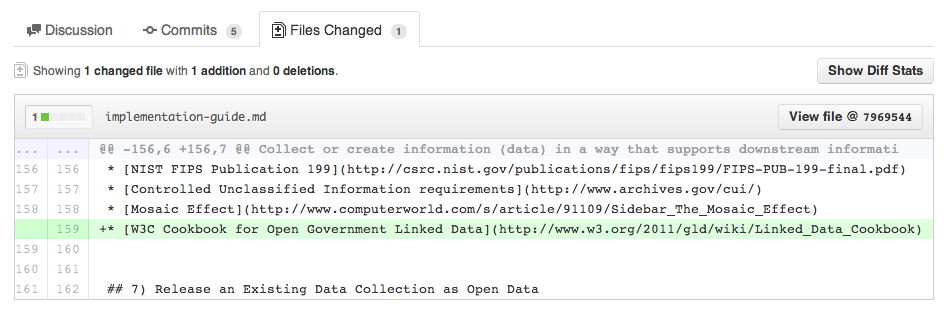 Discussion Commits 5 Files Changed 1
Showing 1 changed file with 1 addition and 0 deletions. Show Diff Stats
1 implementation-guide.md View file @ 7969544
... ... @@ -156,6 +156,7 @@ Collect or create information (data) in a way that supports downstream informati
156 156 * [NIST FIPS Publication 199](http://csrc.nist.gov/publications/fips/fips199/FIPS-PUB-199-final.pdf)
157 157 * [Controlled Unclassified Information requirements](http://www.archives.gov/cui/)
158 158 * [Mosaic Effect](http://www.computerworld.com/s/article/91109/Sidebar_The_Mosaic_Effect)
159 +* [W3C Cookbook for Open Government Linked Data](http://www.w3.org/2011/gld/wiki/Linked_Data_Cookbook)
159 160
160 161
161 162 ## 7) Release an Existing Data Collection as Open Data